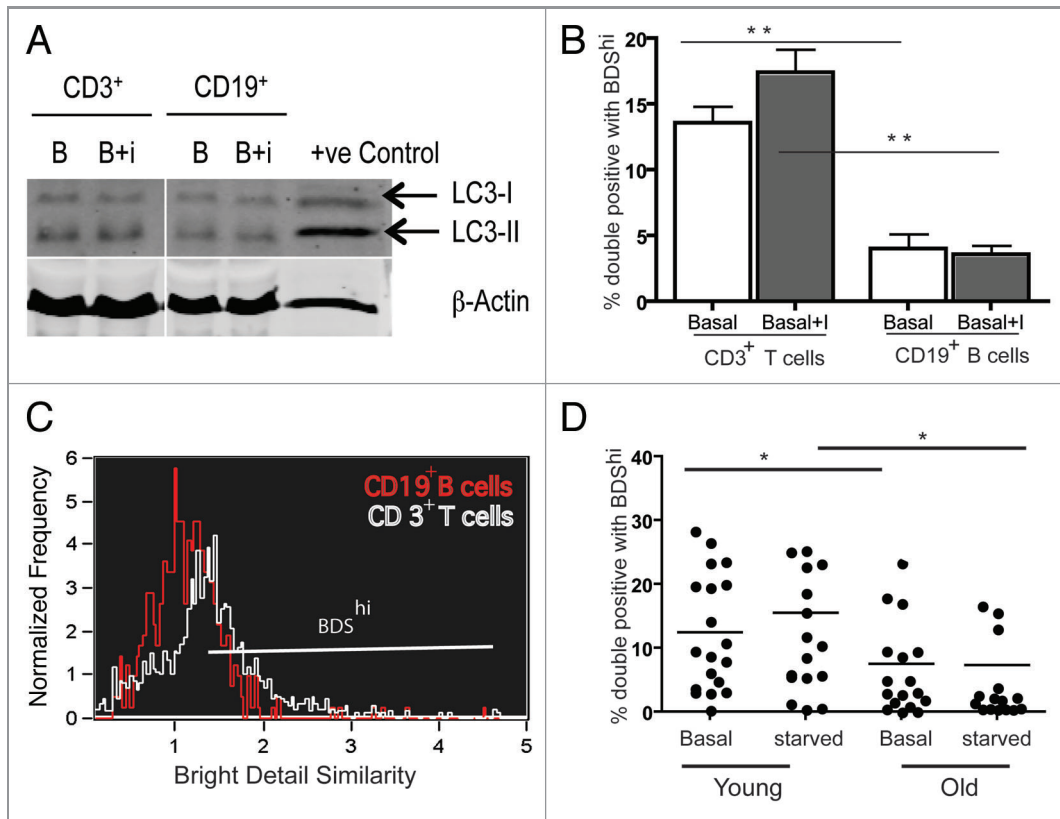 A
CD3+ CD19+
B B+i B B+i +ve Control
LC3-I
LC3-II
β-Actin
B
% double positive with BDShi
20
15
10
5
0
* *
* *
Basal Basal+I Basal Basal+I
CD3+ T cells CD19+ B cells
C
Normalized Frequency
6
5
4
3
2
1
0
CD19+ B cells
CD 3+ T cells
BDS hi
1 2 3 4 5
Bright Detail Similarity
D
% double positive with BDShi
40
30
20
10
0
*
*
Basal starved Basal starved
Young Old